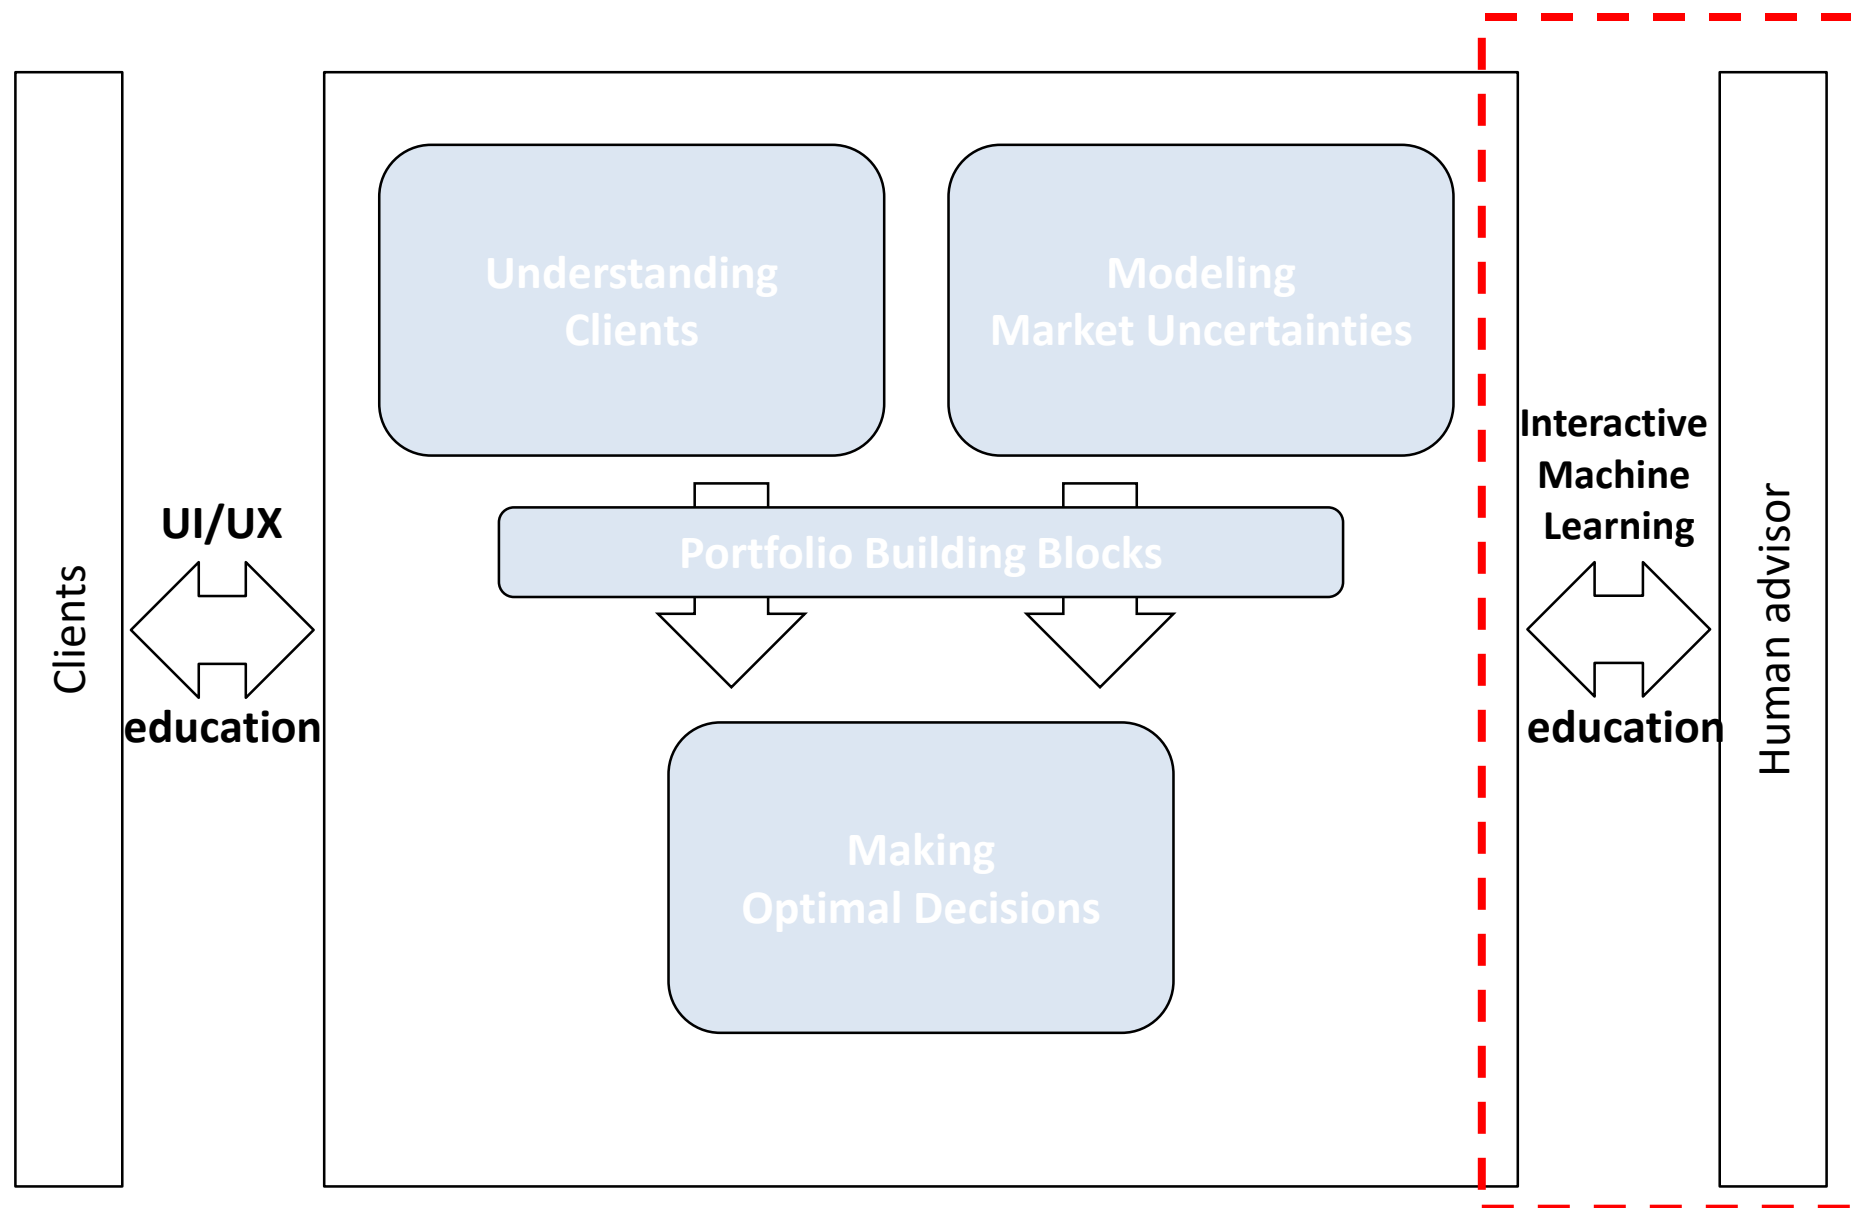 Clients
UI/UX
education
Understanding
Clients
Modeling
Market Uncertainties
Portfolio Building Blocks
Making
Optimal Decisions
Interactive
Machine
Learning
education
Human advisor